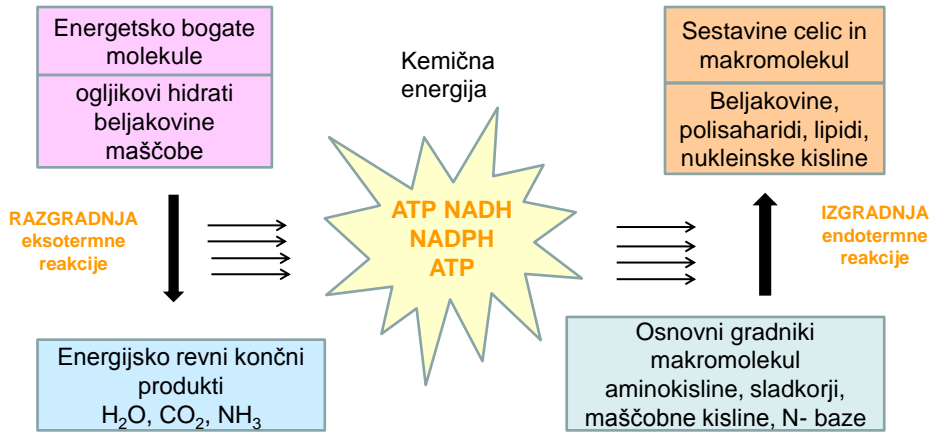 Energetsko bogate
molekule
ogljikovi hidrati
beljakovine
maščobe
RAZGRADNJA
eksotermne
reakcije
Energijsko revni končni
produkti
H₂O, CO₂, NH₃
Kemična
energija
ATP NADH
NADPH
ATP
Sestavine celic in
makromolekul
Beljakovine,
polisaharidi, lipidi,
nukleinske kisline
IZGRADNJA
endotermne
reakcije
Osnovni gradniki
makromolekul
aminokisline, sladkorji,
maščobne kisline, N- baze